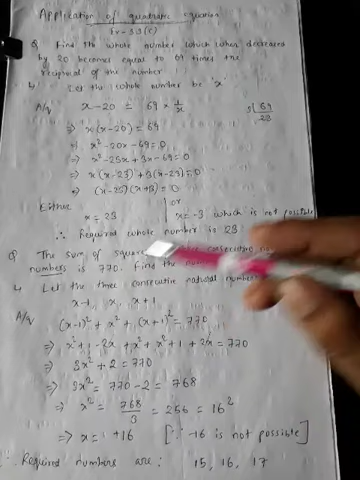 Application of quadratic equation
Ex-3.3(C)
Q Find the whole number which when decreased
by 20 becomes equal to 69 times the
reciprocal of the number
Let the whole number be 'x'
A/q x-20 = 69 × 1/x
3| 69
23
⇒ x(x-20) = 69
⇒ x²-20x-69=0
⇒ x²-23x+3x-69=0
⇒ x(x-23)+3(x-23)=0
⇒ (x-23)(x+3)=0
Either | or
x=23 | x=-3 which is not possible
∴ Required whole number is 23
Q The sum of squares consecutive
numbers is 770. Find the
Let the three consecutive natural number
x-1, x, x+1
A/q
(x-1)²+x²+(x+1)²=770
⇒ x²+1-2x+x²+x²+1+2x=770
⇒ 3x²+2=770
⇒ 3x²=770-2=768
⇒ x² = 768/3 = 256 = 16²
⇒ x = +16 [∵ -16 is not possible]
∴ Required numbers are: 15, 16, 17